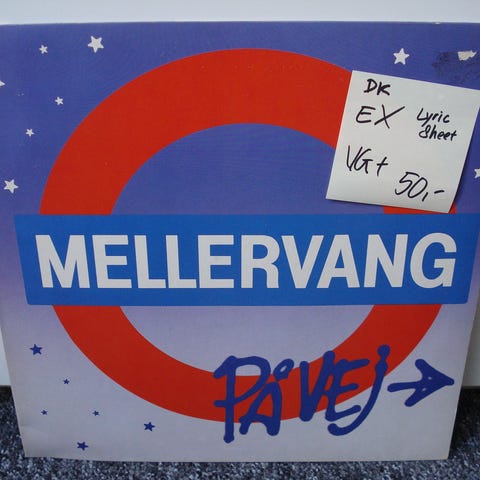 DK
EX Lyric
Sheet
VG+
50,-
MELLERVANG
PÅ VEJ